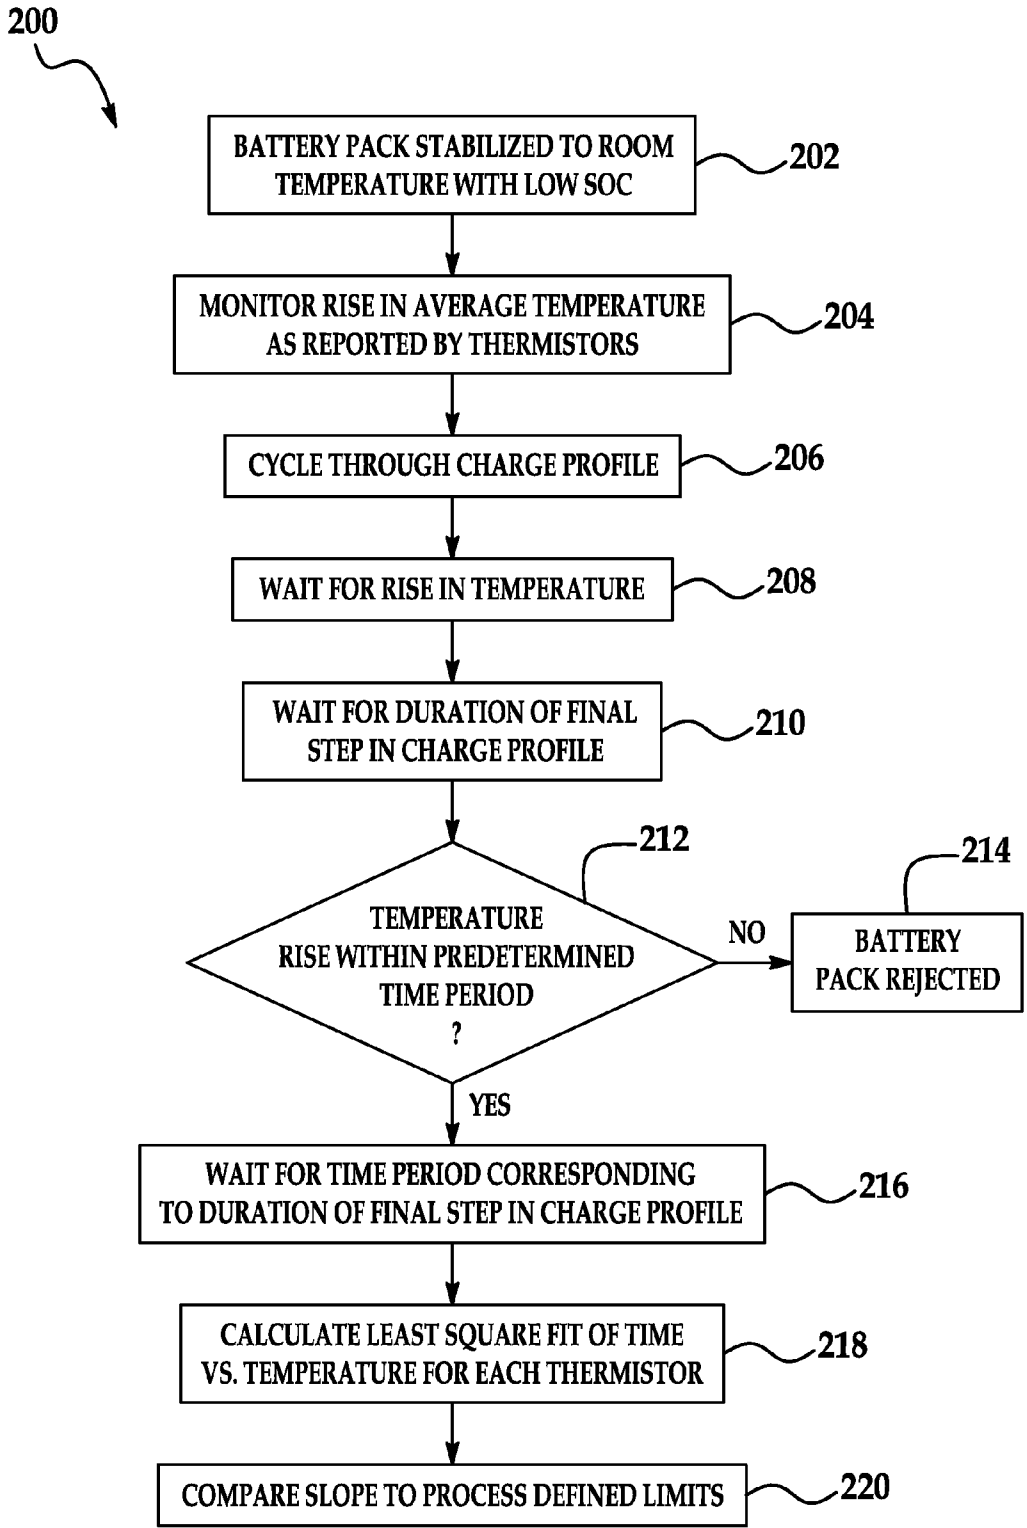 200
BATTERY PACK STABILIZED TO ROOM
TEMPERATURE WITH LOW SOC
202
MONITOR RISE IN AVERAGE TEMPERATURE
AS REPORTED BY THERMISTORS
204
CYCLE THROUGH CHARGE PROFILE
206
WAIT FOR RISE IN TEMPERATURE
208
WAIT FOR DURATION OF FINAL
STEP IN CHARGE PROFILE
210
212
TEMPERATURE
RISE WITHIN PREDETERMINED
TIME PERIOD
?
NO
214
BATTERY
PACK REJECTED
YES
WAIT FOR TIME PERIOD CORRESPONDING
TO DURATION OF FINAL STEP IN CHARGE PROFILE
216
CALCULATE LEAST SQUARE FIT OF TIME
VS. TEMPERATURE FOR EACH THERMISTOR
218
COMPARE SLOPE TO PROCESS DEFINED LIMITS
220